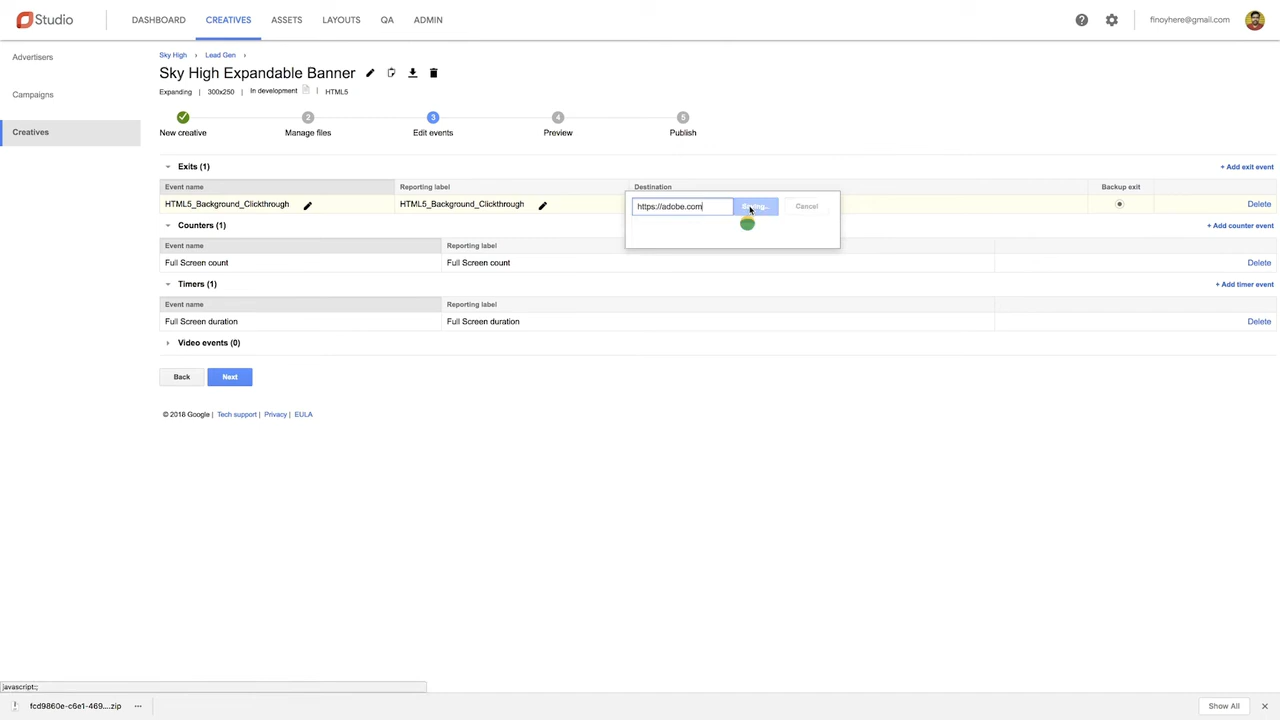 Studio
DASHBOARD CREATIVES ASSETS LAYOUTS QA ADMIN
finoyhere@gmail.com
Advertisers
Campaigns
Creatives
Sky High › Lead Gen ›
Sky High Expandable Banner
Expanding | 300x250 | In development | HTML5
2 3 4 5
New creative Manage files Edit events Preview Publish
Exits (1) + Add exit event
Event name Reporting label Destination Backup exit
HTML5_Background_Clickthrough HTML5_Background_Clickthrough https://adobe.com Saving... Cancel Delete
Counters (1) + Add counter event
Event name Reporting label
Full Screen count Full Screen count Delete
Timers (1) + Add timer event
Event name Reporting label
Full Screen duration Full Screen duration Delete
Video events (0)
Back Next
© 2018 Google | Tech support | Privacy | EULA
javascript:;
fcd9860e-c6e1-469....zip Show All